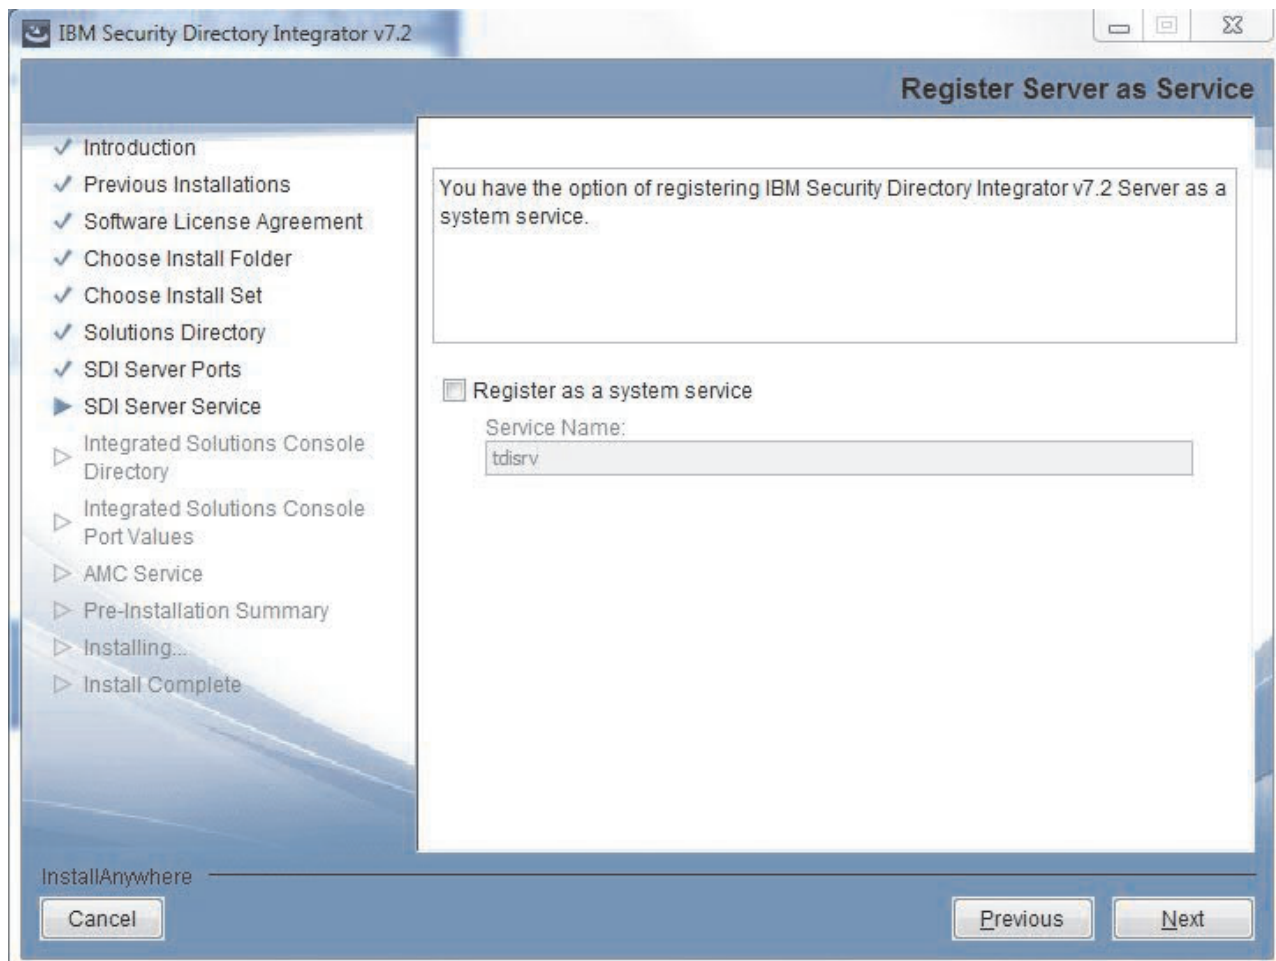 IBM Security Directory Integrator v7.2
Register Server as Service
Introduction
Previous Installations
Software License Agreement
Choose Install Folder
Choose Install Set
Solutions Directory
SDI Server Ports
SDI Server Service
Integrated Solutions Console
Directory
Integrated Solutions Console
Port Values
AMC Service
Pre-Installation Summary
Installing...
Install Complete
You have the option of registering IBM Security Directory Integrator v7.2 Server as a
system service.
Register as a system service
Service Name:
tdisrv
InstallAnywhere
Cancel
Previous
Next